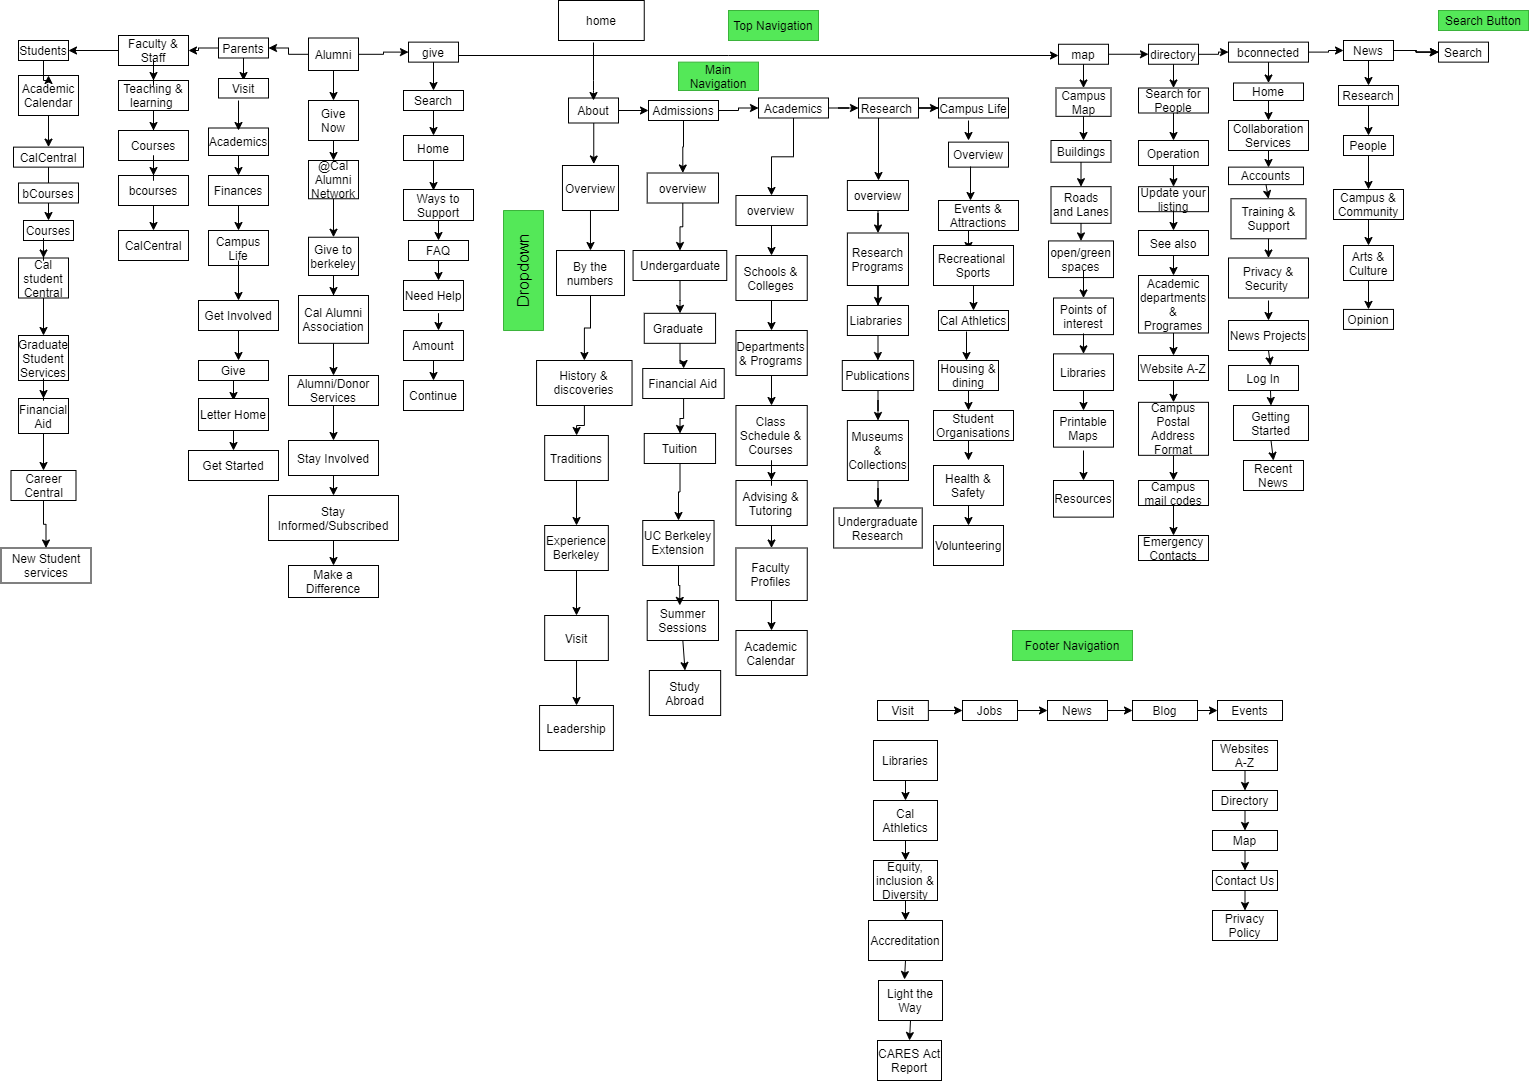 home
Top Navigation
Search Button
Students
Faculty &
Staff
Parents
Alumni
give
map
directory
bconnected
News
Search
Main
Navigation
About
Admissions
Academics
Research
Campus Life
Dropdown
Academic
Calendar
CalCentral
bCourses
Courses
Cal
student
Central
Graduate
Student
Services
Financial
Aid
Career
Central
New Student
services
Teaching &
learning
Courses
bcourses
CalCentral
Visit
Academics
Finances
Campus
Life
Get Involved
Give
Letter Home
Get Started
Give
Now
@Cal
Alumni
Network
Give to
berkeley
Cal Alumni
Association
Alumni/Donor
Services
Stay Involved
Stay
Informed/Subscribed
Make a
Difference
Search
Home
Ways to
Support
FAQ
Need Help
Amount
Continue
Overview
By the
numbers
History &
discoveries
Traditions
Experience
Berkeley
Visit
Leadership
overview
Undergarduate
Graduate
Financial Aid
Tuition
UC Berkeley
Extension
Summer
Sessions
Study
Abroad
overview
Schools &
Colleges
Departments
& Programs
Class
Schedule &
Courses
Advising &
Tutoring
Faculty
Profiles
Academic
Calendar
overview
Research
Programs
Liabraries
Publications
Museums
&
Collections
Undergraduate
Research
Overview
Events &
Attractions
Recreational
Sports
Cal Athletics
Housing &
dining
Student
Organisations
Health &
Safety
Volunteering
Campus
Map
Buildings
Roads
and Lanes
open/green
spaces
Points of
interest
Libraries
Printable
Maps
Resources
Search for
People
Operation
Update your
listing
See also
Academic
departments
&
Programes
Website A-Z
Campus
Postal
Address
Format
Campus
mail codes
Emergency
Contacts
Home
Collaboration
Services
Accounts
Training &
Support
Privacy &
Security
News Projects
Log In
Getting
Started
Recent
News
Research
People
Campus &
Community
Arts &
Culture
Opinion
Footer Navigation
Visit
Jobs
News
Blog
Events
Libraries
Cal
Athletics
Equity,
inclusion &
Diversity
Accreditation
Light the
Way
CARES Act
Report
Websites
A-Z
Directory
Map
Contact Us
Privacy
Policy